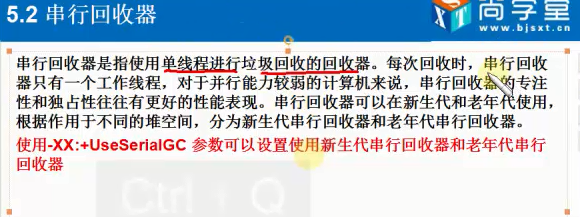 5.2 串行回收器
尚学堂
www.bjsxt.com
串行回收器是指使用单线程进行垃圾回收的回收器。每次回收时，串行回收
器只有一个工作线程，对于并行能力较弱的计算机来说，串行回收器的专注
性和独占性往往有更好的性能表现。串行回收器可以在新生代和老年代使用，
根据作用于不同的堆空间，分为新生代串行回收器和老年代串行回收器。
使用-XX:+UseSerialGC 参数可以设置使用新生代串行回收器和老年代串行
回收器
Ctrl + Q